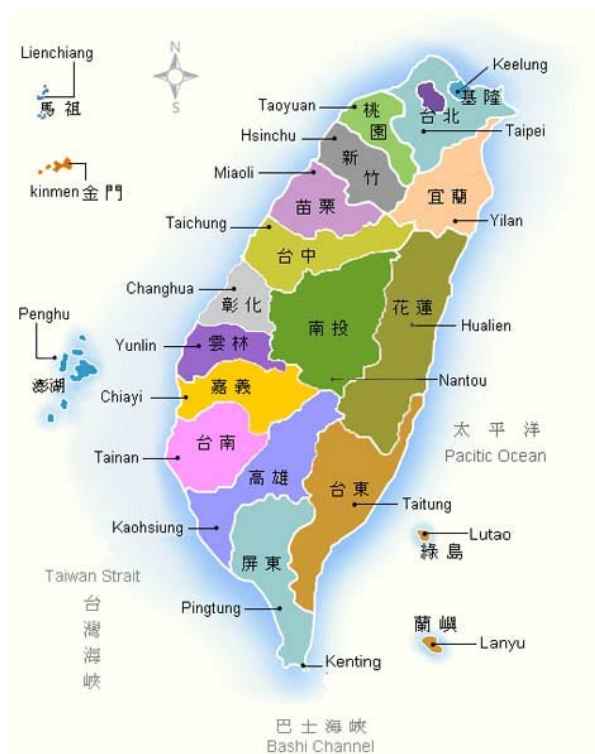 Lienchiang
馬祖
kinmen金門
N
S
Keelung
基隆
Taoyuan
桃園
台北
Taipei
Hsinchu
新竹
Miaoli
苗栗
宜蘭
Yilan
Taichung
台中
Changhua
彰化
南投
花蓮
Hualien
Penghu
澎湖
Yunlin
雲林
Nantou
Chiayi
嘉義
太平洋
Pacitic Ocean
Tainan
台南
高雄
台東
Taitung
Kaohsiung
Lutao
綠島
屏東
Taiwan Strait
台灣海峽
Pingtung
蘭嶼
Lanyu
Kenting
巴士海峽
Bashi Channel